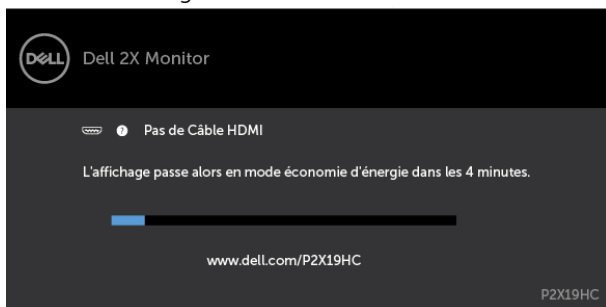 DELL
Dell 2X Monitor
? Pas de Câble HDMI
L'affichage passe alors en mode économie d'énergie dans les 4 minutes.
www.dell.com/P2X19HC
P2X19HC